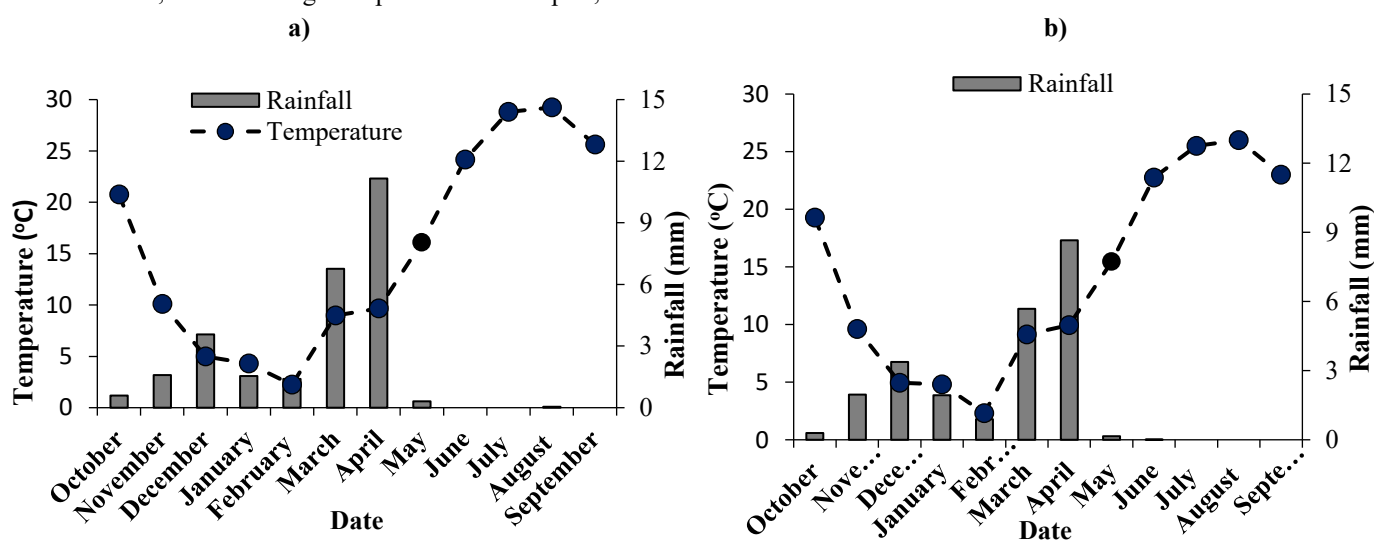 a)
Rainfall
Temperature
30
25
20
15
10
5
0
Temperature (°C)
15
12
9
6
3
0
Rainfall (mm)
October
November
December
January
February
March
April
May
June
July
August
September
Date
b)
Rainfall
30
25
20
15
10
5
0
Temperature (°C)
15
12
9
6
3
0
Rainfall (mm)
October
Nove…
Dece…
January
Febr…
March
April
May
June
July
August
Septe…
Date